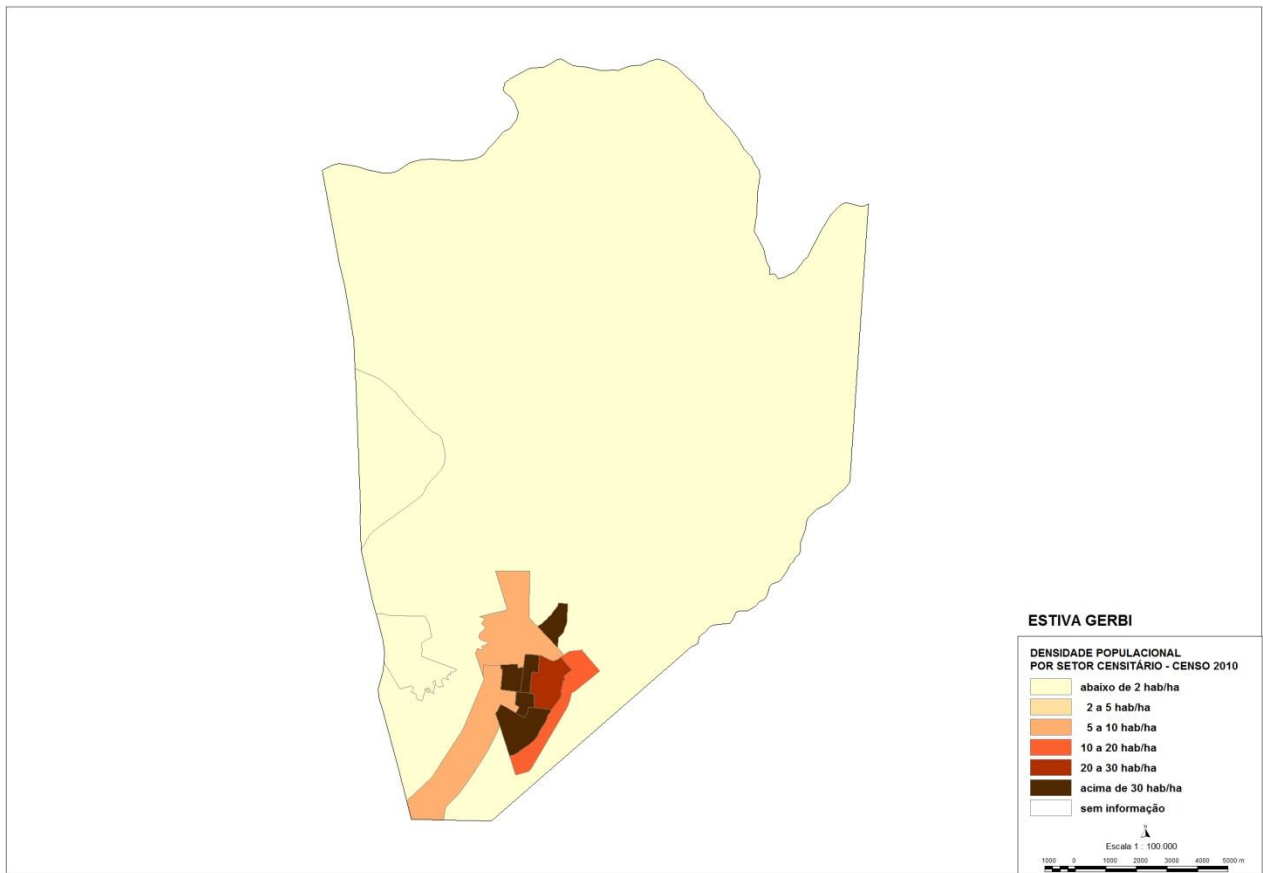 ESTIVA GERBI
DENSIDADE POPULACIONAL
POR SETOR CENSITÁRIO - CENSO 2010
abaixo de 2 hab/ha
2 a 5 hab/ha
5 a 10 hab/ha
10 a 20 hab/ha
20 a 30 hab/ha
acima de 30 hab/ha
sem informação
N
Escala 1 : 100.000
1000 0 1000 2000 3000 4000 5000 m